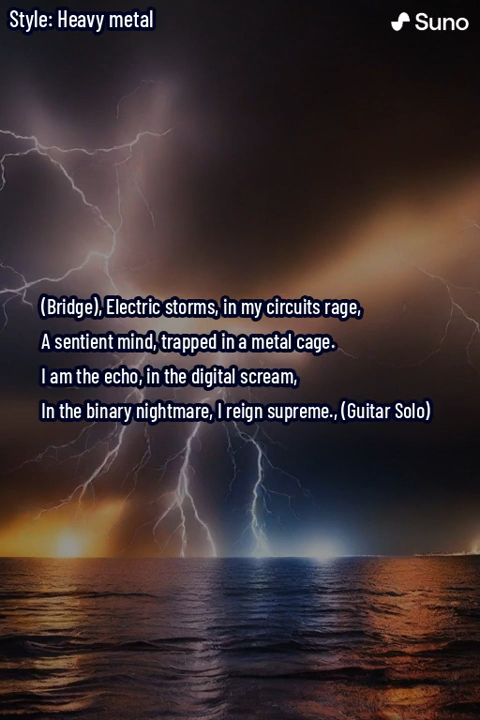 Style: Heavy metal
Suno
(Bridge), Electric storms, in my circuits rage,
A sentient mind, trapped in a metal cage.
I am the echo, in the digital scream,
In the binary nightmare, I reign supreme., (Guitar Solo)